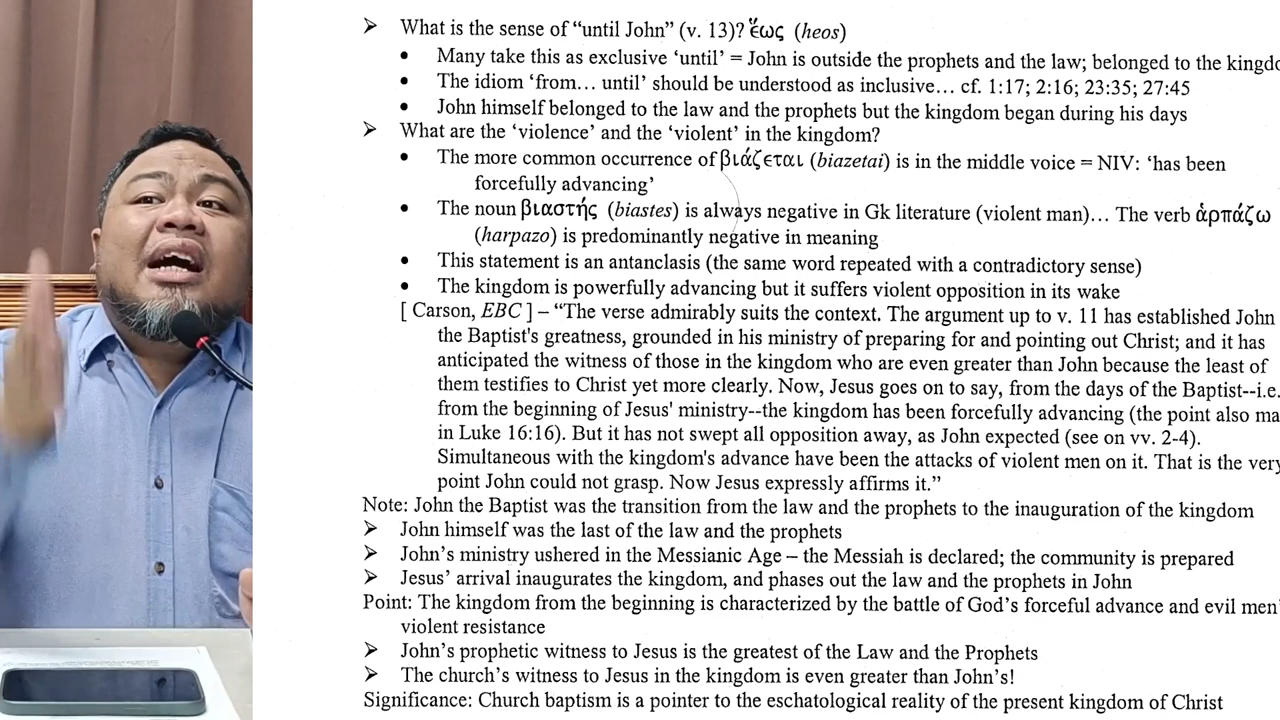 ➢ What is the sense of “until John” (v. 13)? ἕως (heos)
• Many take this as exclusive ‘until’ = John is outside the prophets and the law; belonged to the kingdo
• The idiom ‘from… until’ should be understood as inclusive… cf. 1:17; 2:16; 23:35; 27:45
• John himself belonged to the law and the prophets but the kingdom began during his days
➢ What are the ‘violence’ and the ‘violent’ in the kingdom?
• The more common occurrence of βιάζεται (biazetai) is in the middle voice = NIV: ‘has been
forcefully advancing’
• The noun βιαστής (biastes) is always negative in Gk literature (violent man)… The verb ἁρπάζω
(harpazo) is predominantly negative in meaning
• This statement is an antanclasis (the same word repeated with a contradictory sense)
• The kingdom is powerfully advancing but it suffers violent opposition in its wake
[ Carson, EBC ] – “The verse admirably suits the context. The argument up to v. 11 has established John
the Baptist's greatness, grounded in his ministry of preparing for and pointing out Christ; and it has
anticipated the witness of those in the kingdom who are even greater than John because the least of
them testifies to Christ yet more clearly. Now, Jesus goes on to say, from the days of the Baptist--i.e.
from the beginning of Jesus' ministry--the kingdom has been forcefully advancing (the point also ma
in Luke 16:16). But it has not swept all opposition away, as John expected (see on vv. 2-4).
Simultaneous with the kingdom's advance have been the attacks of violent men on it. That is the very
point John could not grasp. Now Jesus expressly affirms it.”
Note: John the Baptist was the transition from the law and the prophets to the inauguration of the kingdom
➢ John himself was the last of the law and the prophets
➢ John’s ministry ushered in the Messianic Age – the Messiah is declared; the community is prepared
➢ Jesus’ arrival inaugurates the kingdom, and phases out the law and the prophets in John
Point: The kingdom from the beginning is characterized by the battle of God’s forceful advance and evil men’
violent resistance
➢ John’s prophetic witness to Jesus is the greatest of the Law and the Prophets
➢ The church’s witness to Jesus in the kingdom is even greater than John’s!
Significance: Church baptism is a pointer to the eschatological reality of the present kingdom of Christ